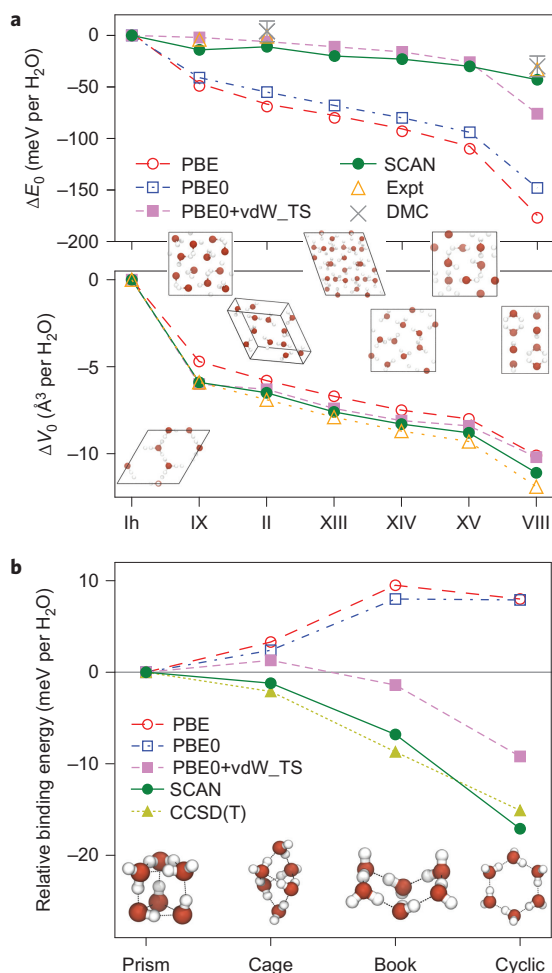 a
ΔE0 (meV per H2O)
0
−50
−100
−150
−200
PBE
PBE0
PBE0+vdW_TS
SCAN
Expt
DMC
ΔV0 (Å3 per H2O)
0
−5
−10
Ih IX II XIII XIV XV VIII
b
Relative binding energy (meV per H2O)
10
0
−10
−20
PBE
PBE0
PBE0+vdW_TS
SCAN
CCSD(T)
Prism Cage Book Cyclic